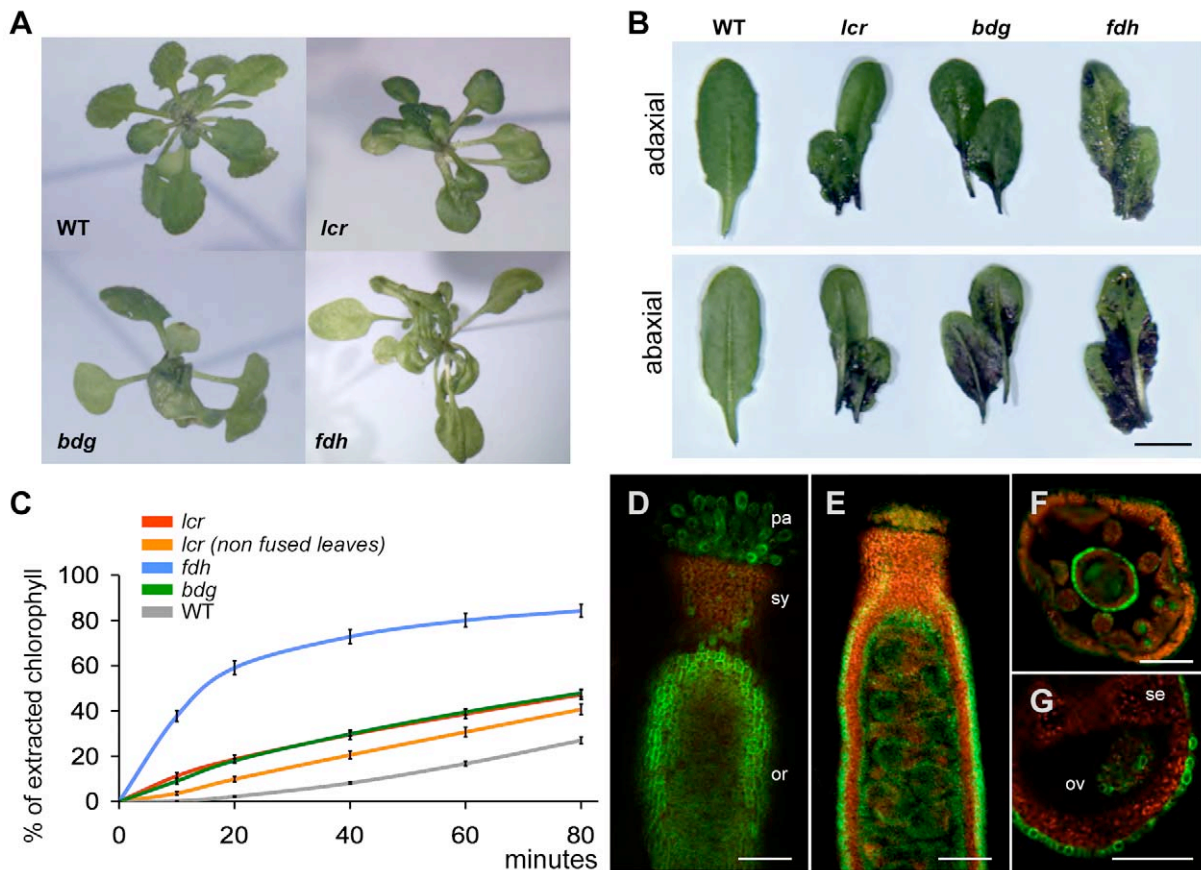 A
WT
lcr
bdg
fdh
B
WT lcr bdg fdh
adaxial
abaxial
C
lcr
lcr (non fused leaves)
fdh
bdg
WT
% of extracted chlorophyll
100
80
60
40
20
0
0 20 40 60 80
minutes
D
pa
sy
or
E
F
G
se
ov